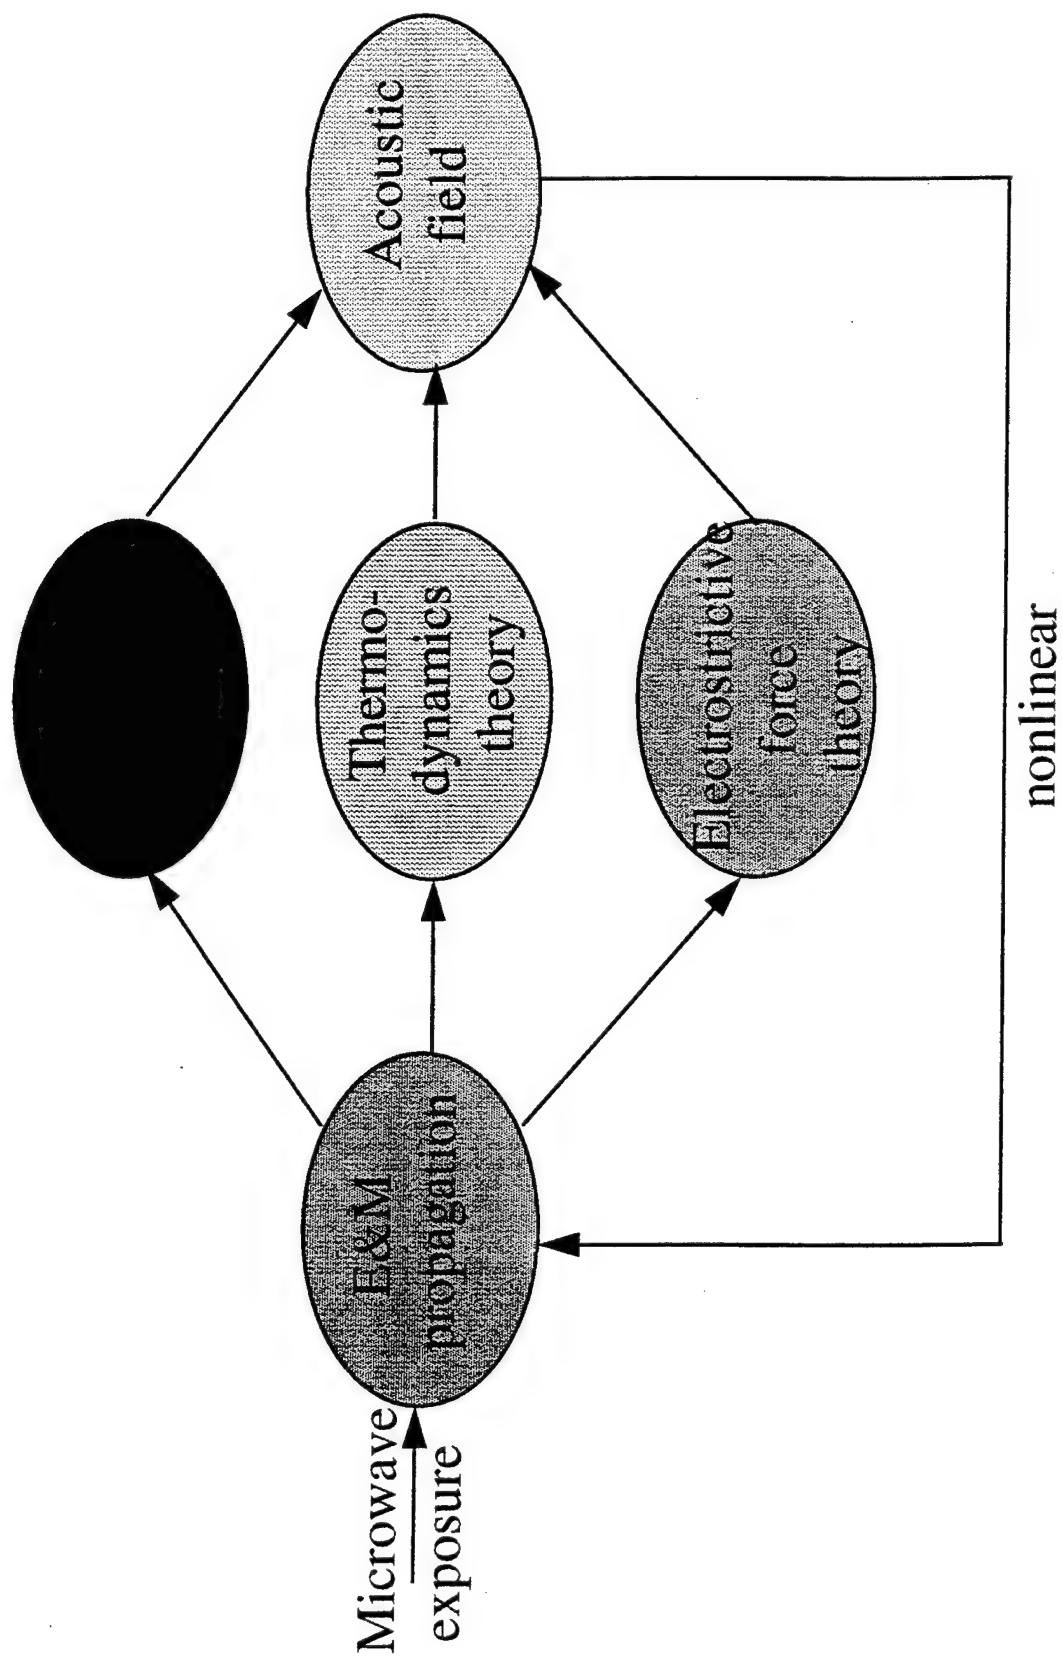 Microwave
exposure
E&M
propagation
Thermo-
dynamics
theory
Electrostrictive
force
theory
Acoustic
field
nonlinear